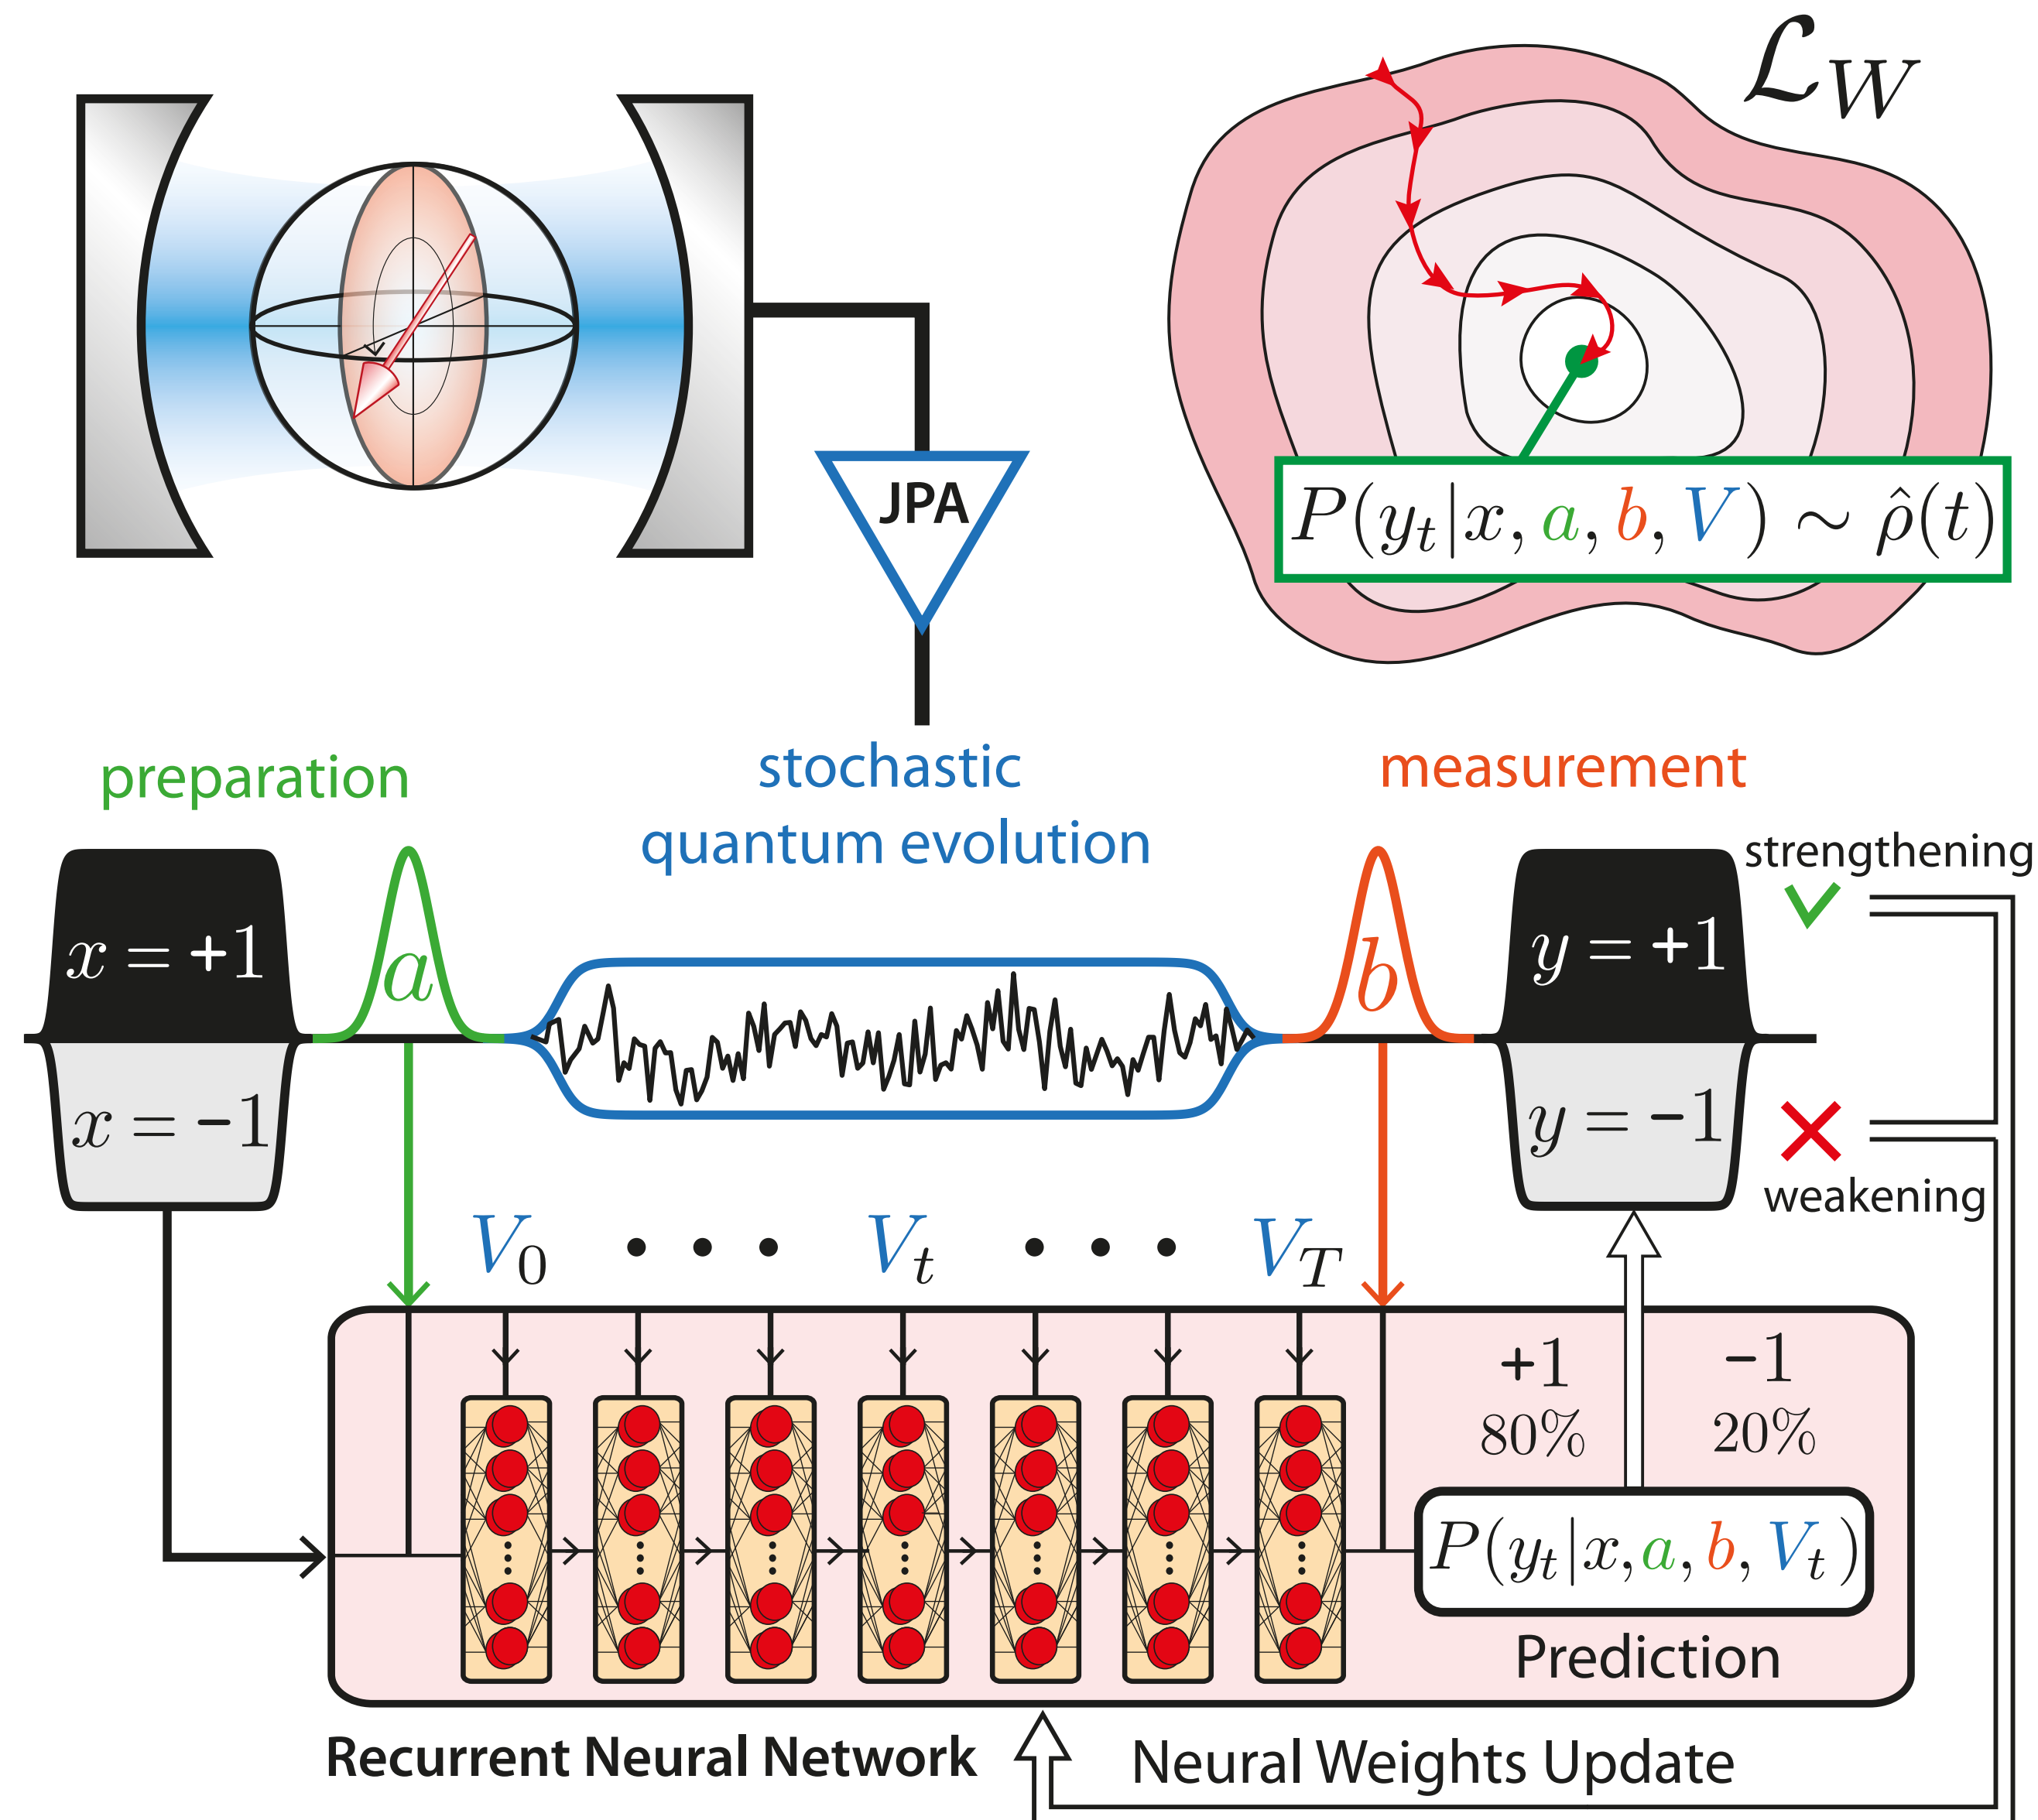 ℒ_W
JPA
P(y_t|x, a, b, V) ∼ ρ̂(t)
preparation
stochastic
quantum evolution
measurement
strengthening
x = +1
a
b
y = +1
x = −1
y = −1
weakening
V_0 • • • V_t • • • V_T
+1 −1
80% 20%
P(y_t|x, a, b, V_t)
Prediction
Recurrent Neural Network
Neural Weights Update